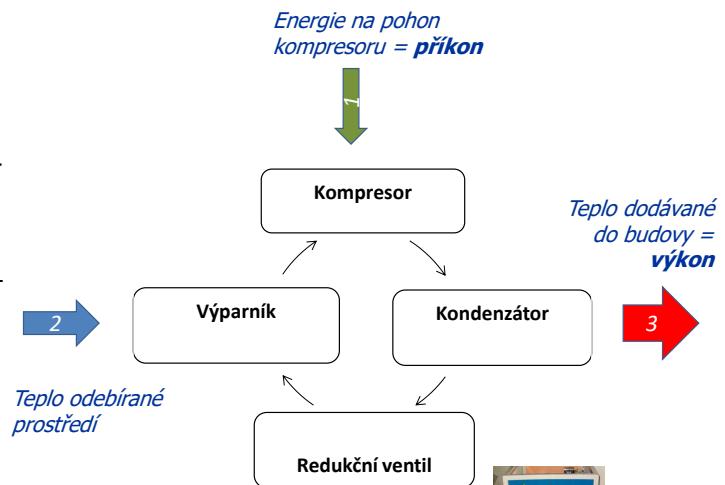 Energie na pohon
kompresoru = příkon
1
Kompresor
Teplo dodávané
do budovy =
výkon
Výparník
Kondenzátor
2
3
Teplo odebírané
prostředí
Redukční ventil